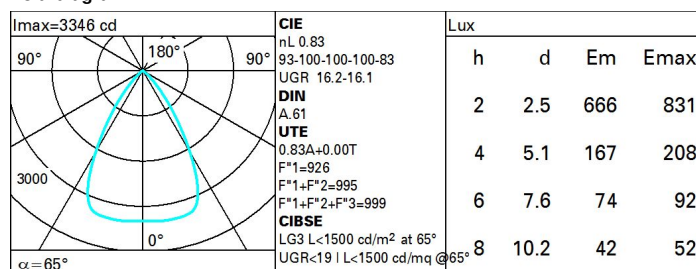 Imax=3346 cd
90° 180° 90°
3000
0°
α=65°
CIE
nL 0.83
93-100-100-100-83
UGR 16.2-16.1
DIN
A.61
UTE
0.83A+0.00T
F"1=926
F"1+F"2=995
F"1+F"2+F"3=999
CIBSE
LG3 L<1500 cd/m² at 65°
UGR<19 | L<1500 cd/mq @65°
Lux
h d Em Emax
2 2.5 666 831
4 5.1 167 208
6 7.6 74 92
8 10.2 42 52